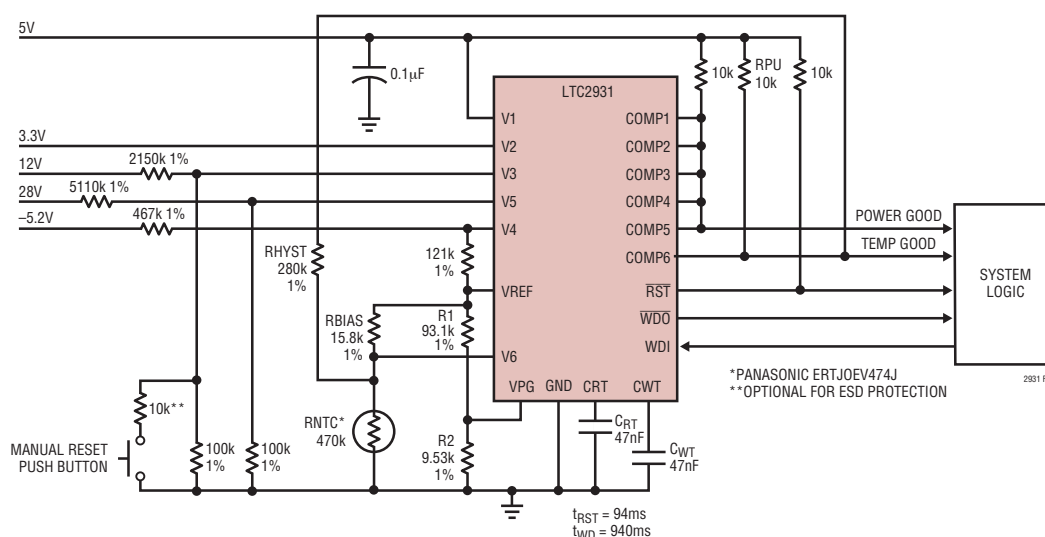 5V
0.1µF
10k
RPU
10k
10k
LTC2931
V1
COMP1
3.3V
V2
COMP2
12V
2150k 1%
V3
COMP3
28V
5110k 1%
V5
COMP4
–5.2V
467k 1%
V4
COMP5
POWER GOOD
TEMP GOOD
RHYST
280k
1%
121k
1%
COMP6
SYSTEM
LOGIC
VREF
RST
RBIAS
15.8k
1%
R1
93.1k
1%
WDO
V6
WDI
*PANASONIC ERTJOEV474J
**OPTIONAL FOR ESD PROTECTION
2931 F
VPG
GND
CRT
CWT
10k**
MANUAL RESET
PUSH BUTTON
100k
1%
100k
1%
RNTC*
470k
R2
9.53k
1%
CRT
47nF
CWT
47nF
tRST = 94ms
tWD = 940ms